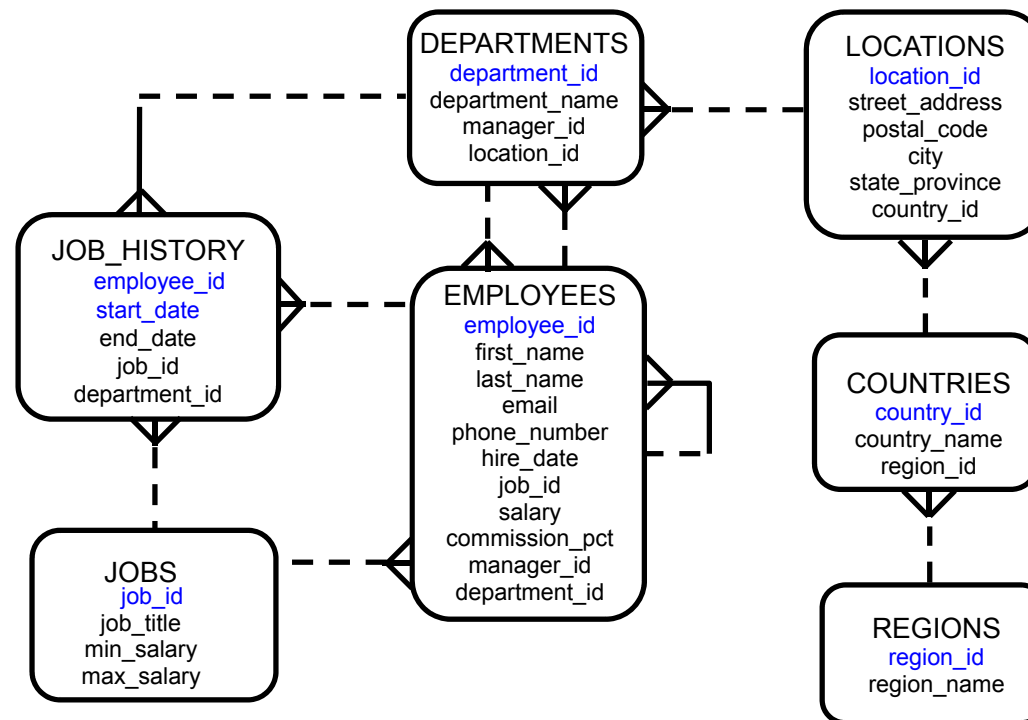 DEPARTMENTS
department_id
department_name
manager_id
location_id
LOCATIONS
location_id
street_address
postal_code
city
state_province
country_id
JOB_HISTORY
employee_id
start_date
end_date
job_id
department_id
EMPLOYEES
employee_id
first_name
last_name
email
phone_number
hire_date
job_id
salary
commission_pct
manager_id
department_id
COUNTRIES
country_id
country_name
region_id
JOBS
job_id
job_title
min_salary
max_salary
REGIONS
region_id
region_name